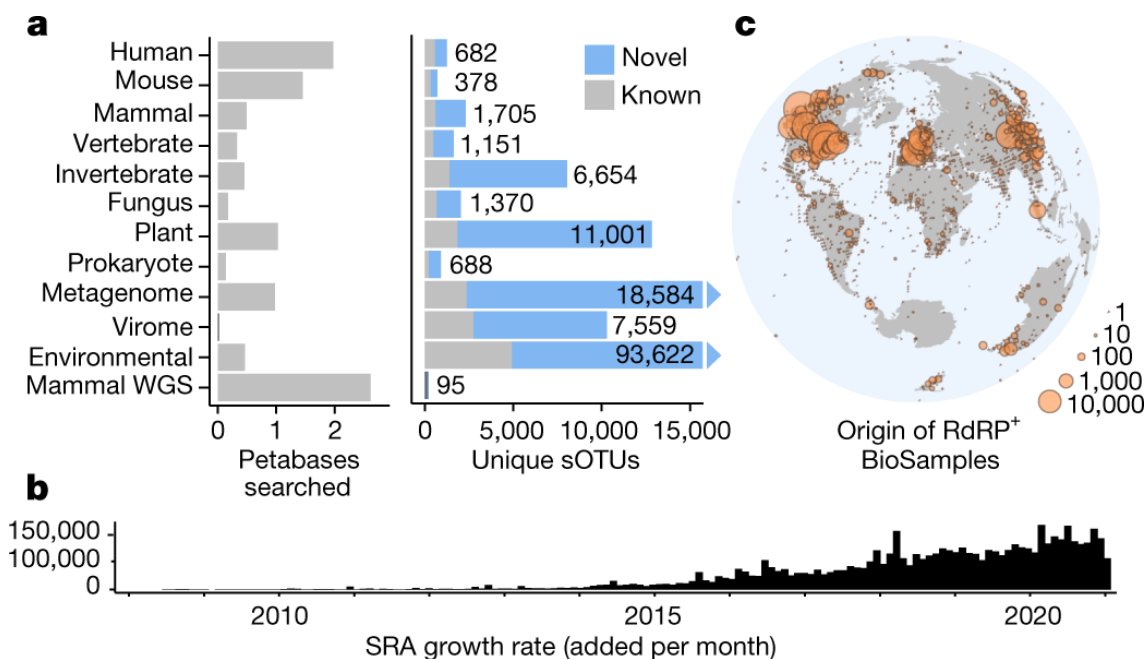 a
Human
Mouse
Mammal
Vertebrate
Invertebrate
Fungus
Plant
Prokaryote
Metagenome
Virome
Environmental
Mammal WGS
0 1 2
Petabases
searched
682
378
1,705
1,151
6,654
1,370
11,001
688
18,584
7,559
93,622
95
Novel
Known
0 5,000 10,000 15,000
Unique sOTUs
c
1
10
100
1,000
10,000
Origin of RdRP+
BioSamples
b
150,000
100,000
0
2010 2015 2020
SRA growth rate (added per month)